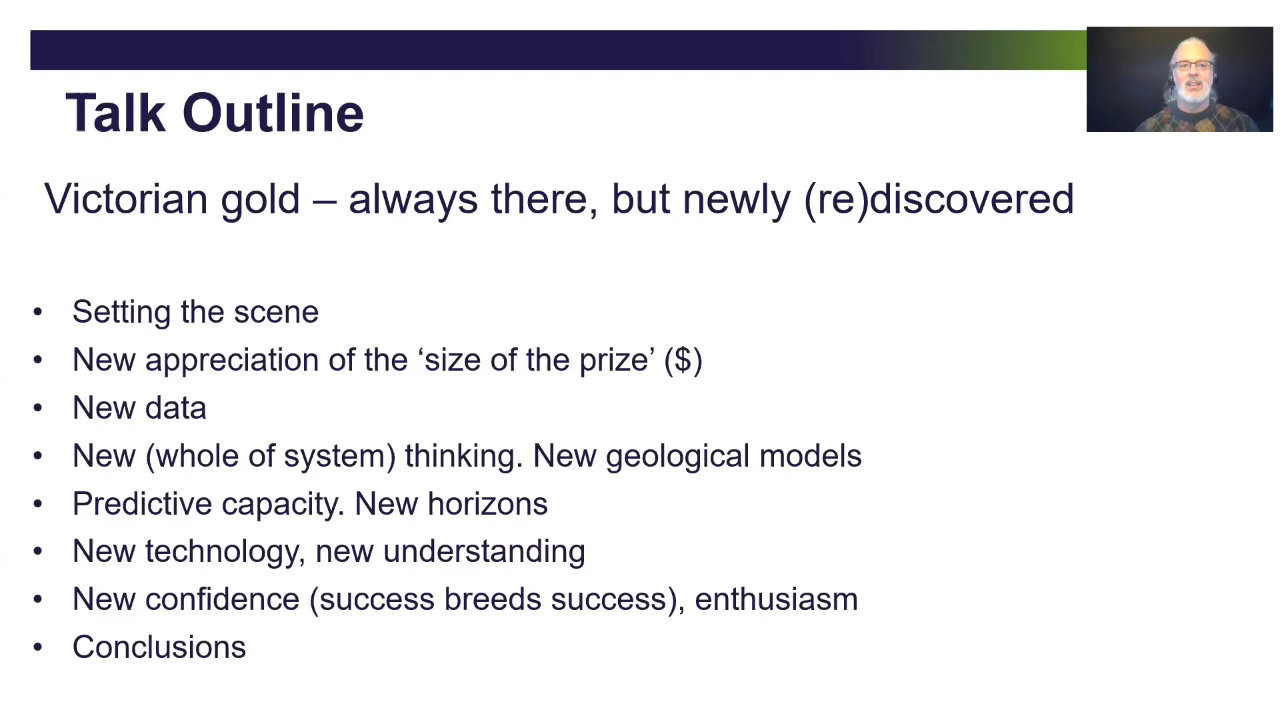 Talk Outline
Victorian gold – always there, but newly (re)discovered
• Setting the scene
• New appreciation of the ‘size of the prize’ ($)
• New data
• New (whole of system) thinking. New geological models
• Predictive capacity. New horizons
• New technology, new understanding
• New confidence (success breeds success), enthusiasm
• Conclusions